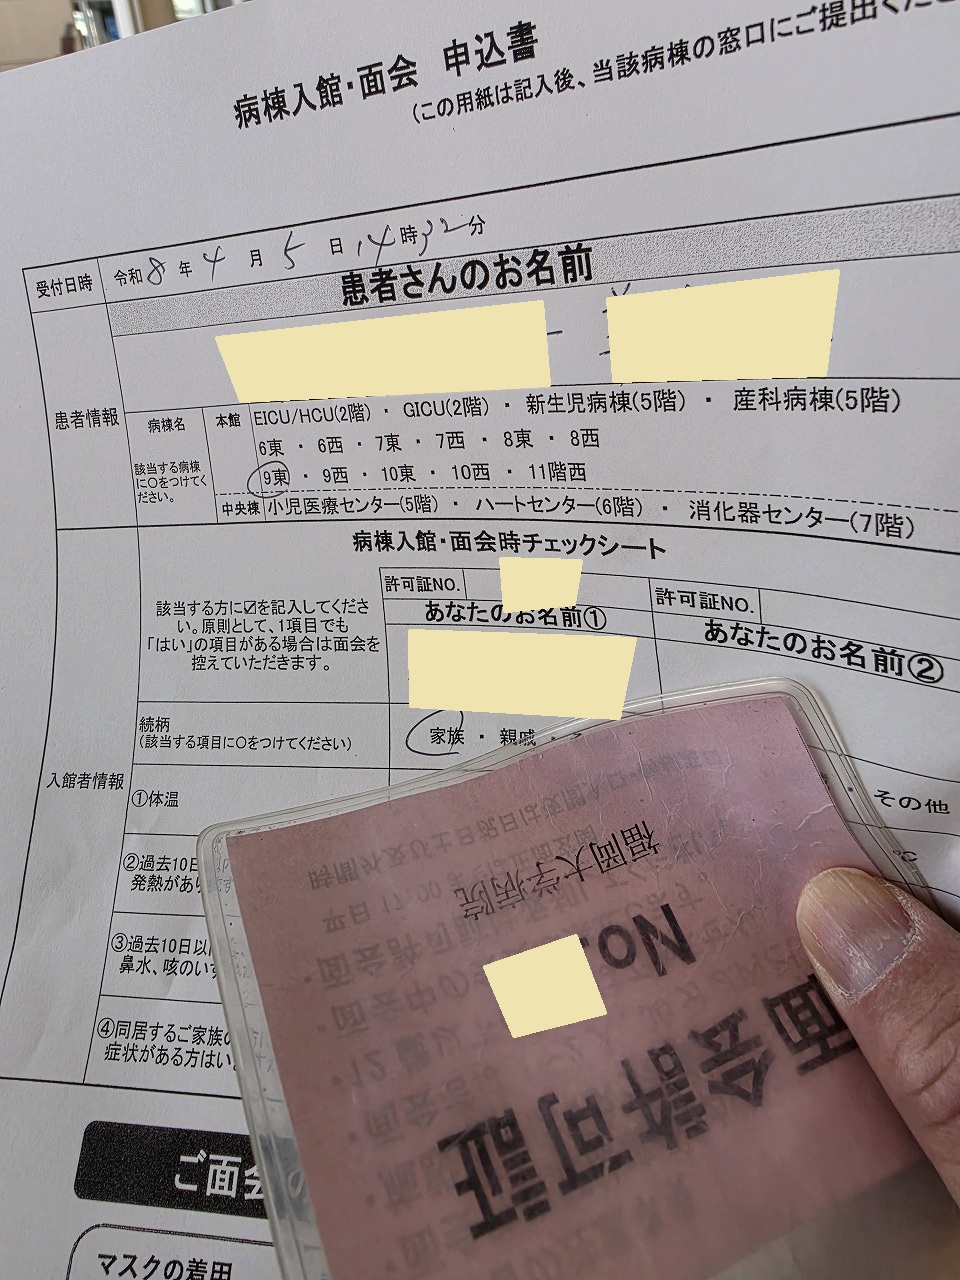 病棟入館・面会 申込書
(この用紙は記入後、当該病棟の窓口にご提出くだ
受付日時 令和8年4月5日14時32分
患者さんのお名前
患者情報
病棟名
該当する病棟に○をつけてください。
本館
EICU/HCU(2階)・GICU(2階)・新生児病棟(5階)・産科病棟(5階)
6東・6西・7東・7西・8東・8西
9東・9西・10東・10西・11階西
中央棟 小児医療センター(5階)・ハートセンター(6階)・消化器センター(7階)
病棟入館・面会時チェックシート
入館者情報
該当する方に☑を記入してくださ
い。原則として、1項目でも
「はい」の項目がある場合は面会を
控えていただきます。
許可証NO.
許可証NO.
あなたのお名前①
あなたのお名前②
続柄
(該当する項目に○をつけてください)
家族・親戚・そ
その他
①体温
℃
②過去10日
発熱があ
③過去10日以
鼻水、咳のい
④同居するご家族の
症状がある方はい
ご面会
マスクの着用
面会許可証
No.
福岡大学病院